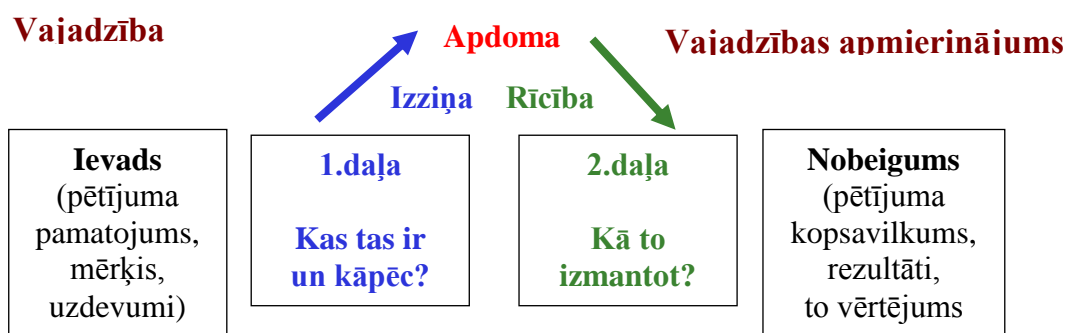 Vajadzība
Apdoma
Vajadzības apmierinājums
Izziņa Rīcība
Ievads
(pētījuma
pamatojums,
mērķis,
uzdevumi)
1.daļa
Kas tas ir
un kāpēc?
2.daļa
Kā to
izmantot?
Nobeigums
(pētījuma
kopsavilkums,
rezultāti,
to vērtējums